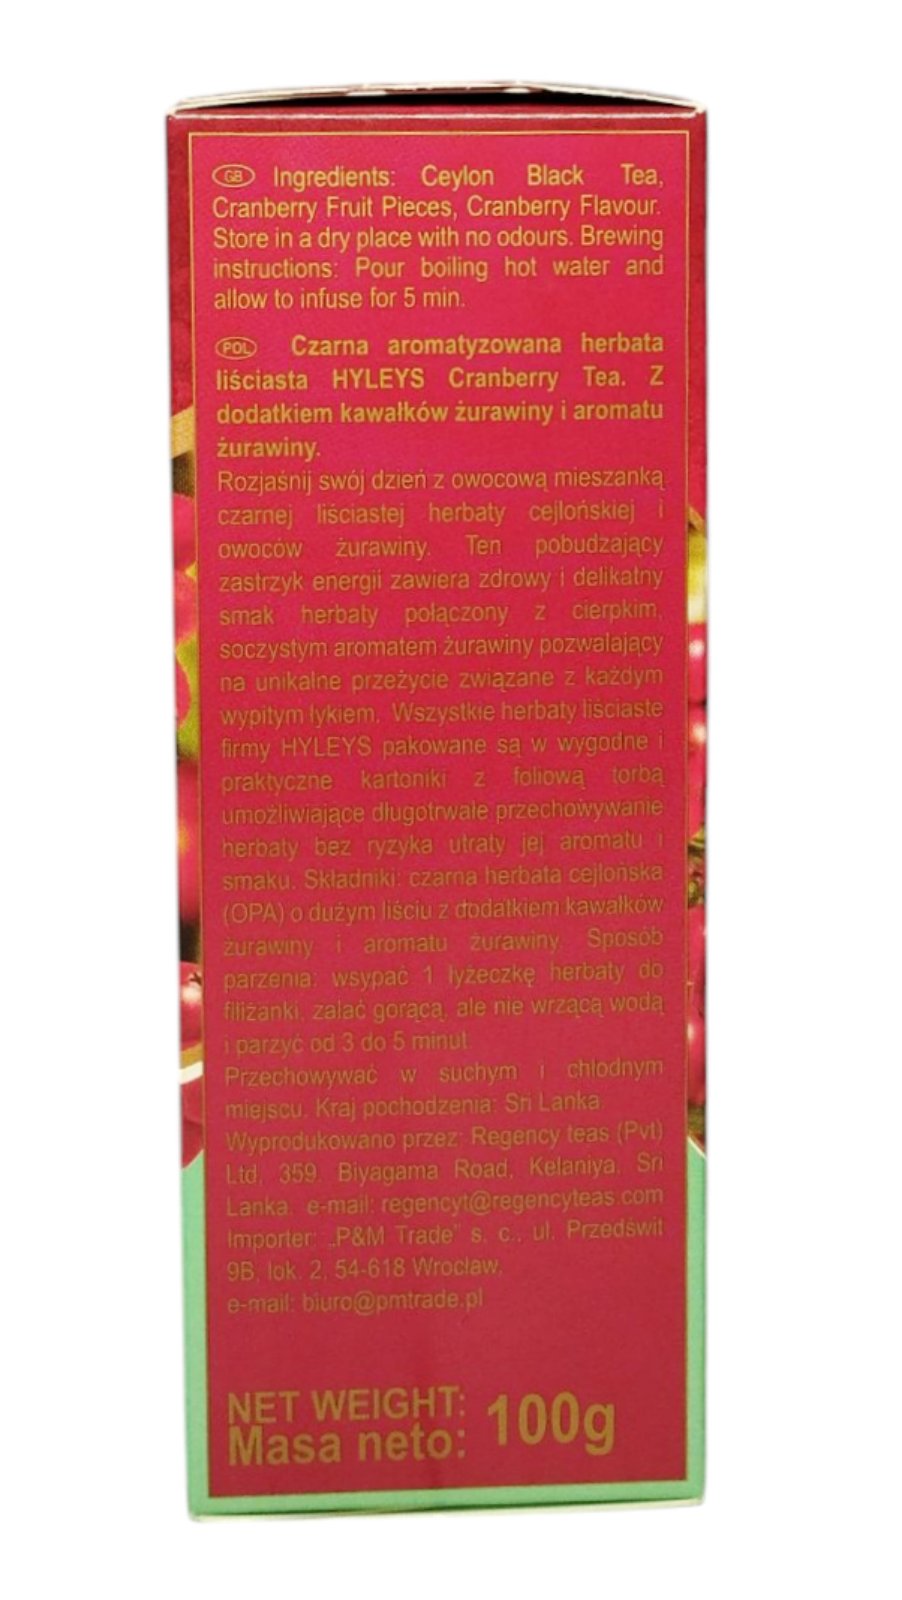 GB Ingredients: Ceylon Black Tea,
Cranberry Fruit Pieces, Cranberry Flavour.
Store in a dry place with no odours. Brewing
instructions: Pour boiling hot water and
allow to infuse for 5 min.
POL Czarna aromatyzowana herbata
liściasta HYLEYS Cranberry Tea. Z
dodatkiem kawałków żurawiny i aromatu
żurawiny.
Rozjaśnij swój dzień z owocową mieszanką
czarnej liściastej herbaty cejlońskiej i
owoców żurawiny. Ten pobudzający
zastrzyk energii zawiera zdrowy i delikatny
smak herbaty połączony z cierpkim,
soczystym aromatem żurawiny pozwalający
na unikalne przeżycie związane z każdym
wypitym łykiem. Wszystkie herbaty liściaste
firmy HYLEYS pakowane są w wygodne i
praktyczne kartoniki z foliową torbą
umożliwiające długotrwałe przechowywanie
herbaty bez ryzyka utraty jej aromatu i
smaku. Składniki: czarna herbata cejlońska
(OPA) o dużym liściu z dodatkiem kawałków
żurawiny i aromatu żurawiny. Sposób
parzenia: wsypać 1 łyżeczkę herbaty do
filiżanki, zalać gorącą, ale nie wrzącą wodą
i parzyć od 3 do 5 minut.
Przechowywać w suchym i chłodnym
miejscu. Kraj pochodzenia: Sri Lanka.
Wyprodukowano przez: Regency teas (Pvt)
Ltd, 359. Biyagama Road, Kelaniya. Sri
Lanka. e-mail: regencyt@regencyteas.com
Importer: „P&M Trade" s. c., ul. Przedświt
9B, lok. 2, 54-618 Wrocław,
e-mail: biuro@pmtrade.pl
NET WEIGHT:
Masa neto: 100g